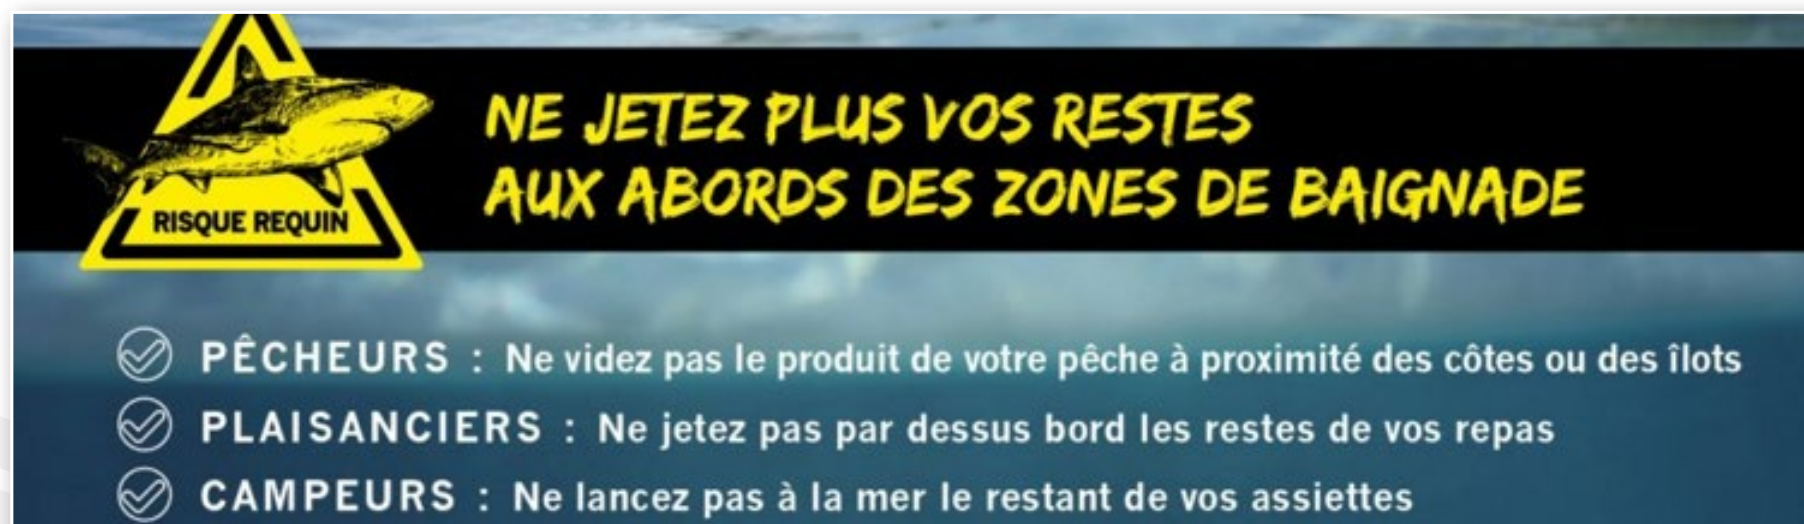 RISQUE REQUIN
NE JETEZ PLUS VOS RESTES
AUX ABORDS DES ZONES DE BAIGNADE
PÊCHEURS : Ne videz pas le produit de votre pêche à proximité des côtes ou des îlots
PLAISANCIERS : Ne jetez pas par dessus bord les restes de vos repas
CAMPEURS : Ne lancez pas à la mer le restant de vos assiettes